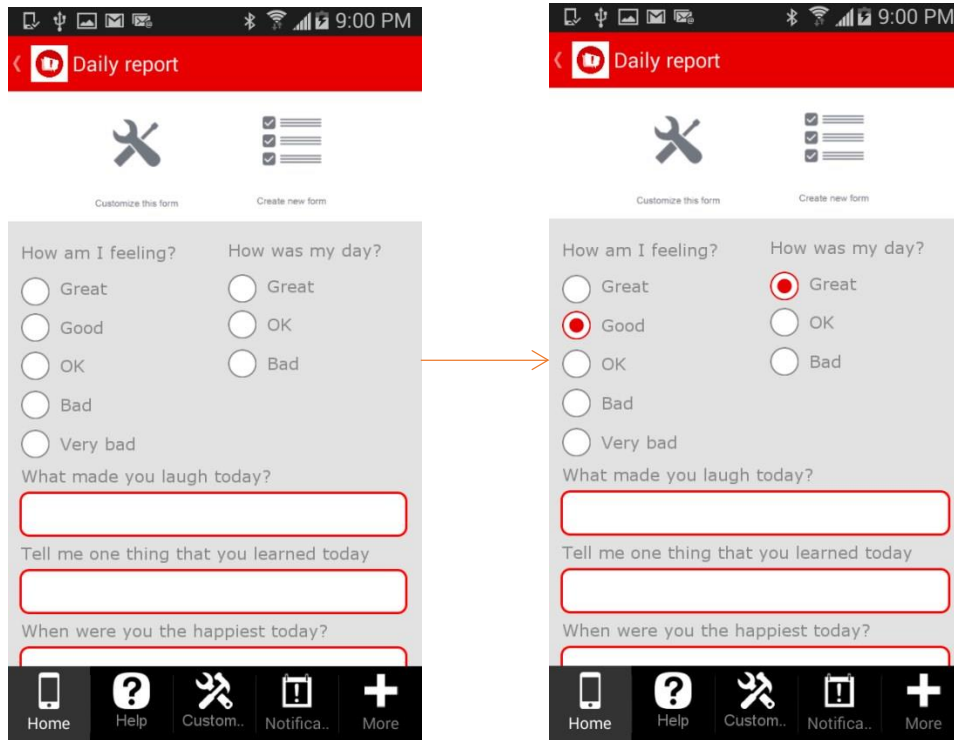 9:00 PM
Daily report
Customize this form
Create new form
How am I feeling?
How was my day?
Great
Great
Good
OK
OK
Bad
Bad
Very bad
What made you laugh today?
Tell me one thing that you learned today
When were you the happiest today?
Home
Help
Custom..
Notifica..
More
9:00 PM
Daily report
Customize this form
Create new form
How am I feeling?
How was my day?
Great
Great
Good
OK
OK
Bad
Bad
Very bad
What made you laugh today?
Tell me one thing that you learned today
When were you the happiest today?
Home
Help
Custom..
Notifica..
More